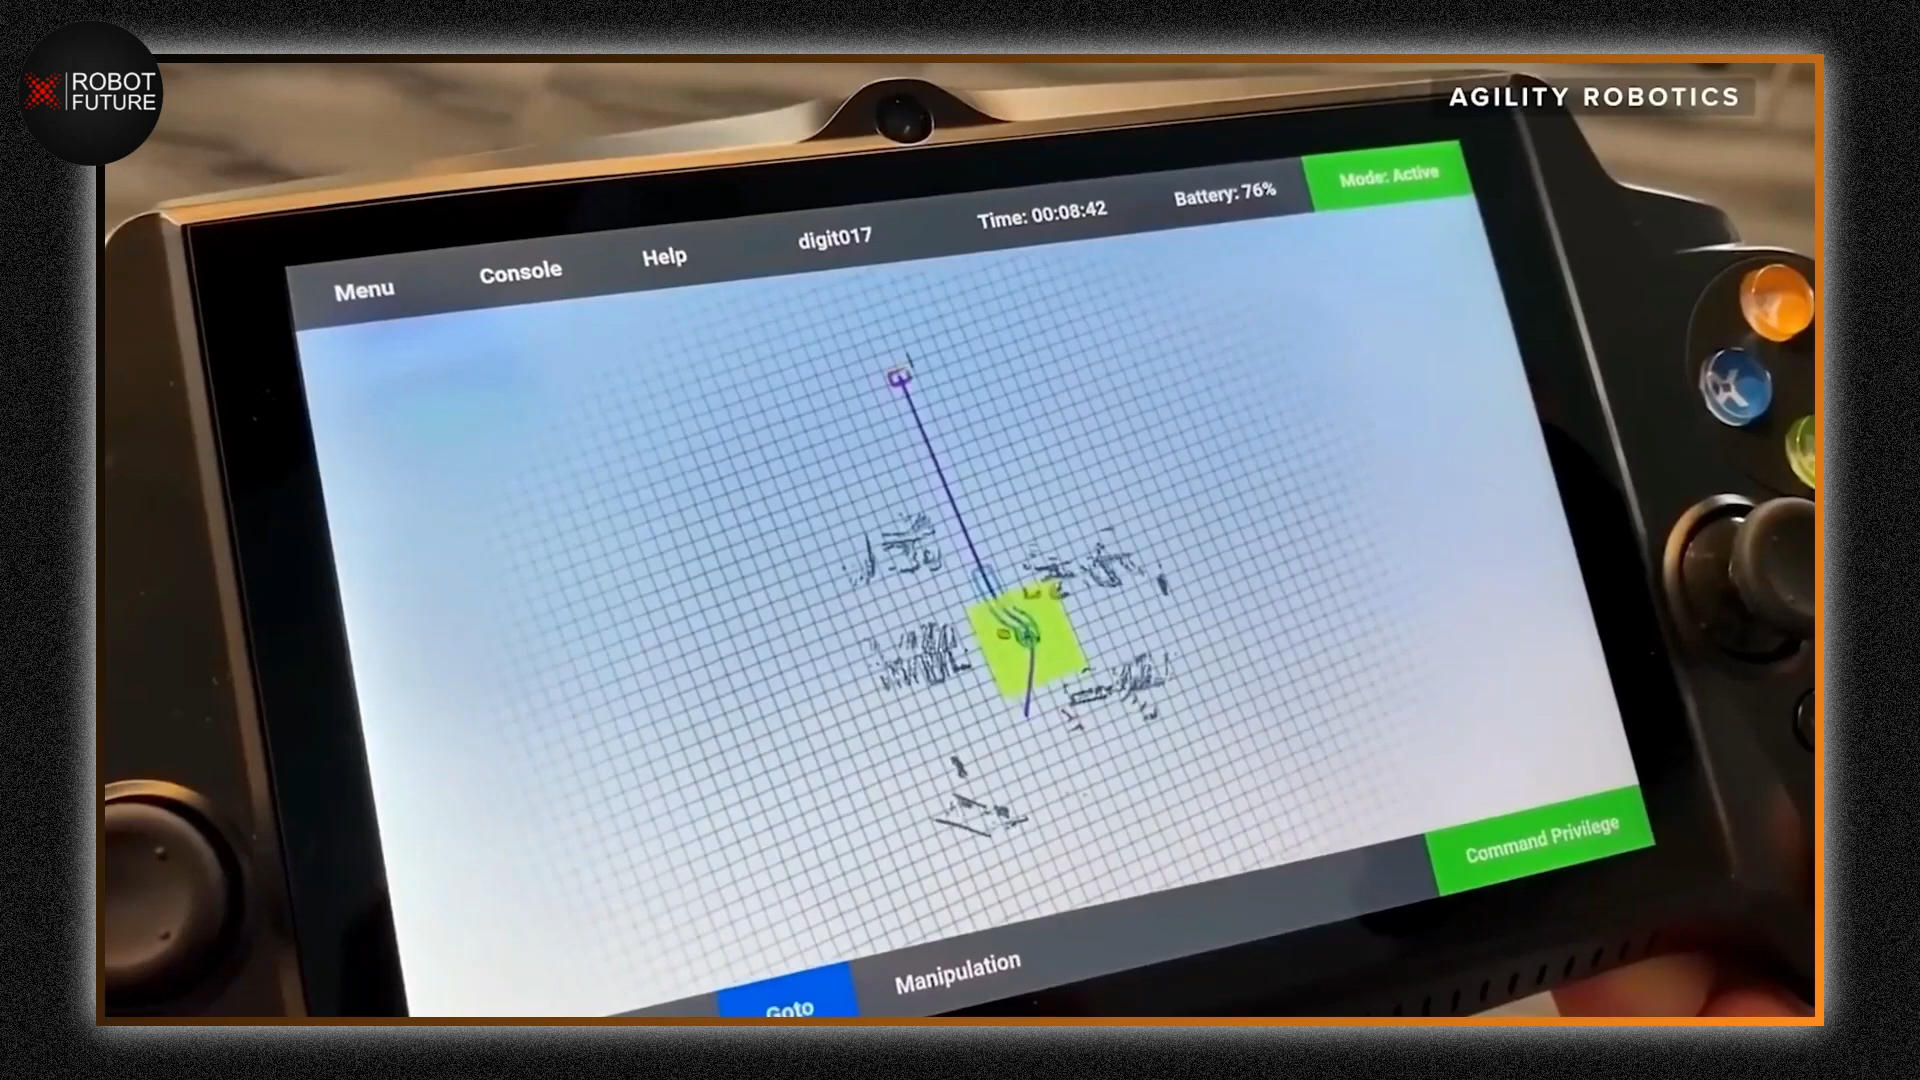 ROBOT
FUTURE
AGILITY ROBOTICS
Menu
Console
Help
digit017
Time: 00:08:42
Battery: 76%
Mode: Active
Command Privilege
Goto
Manipulation